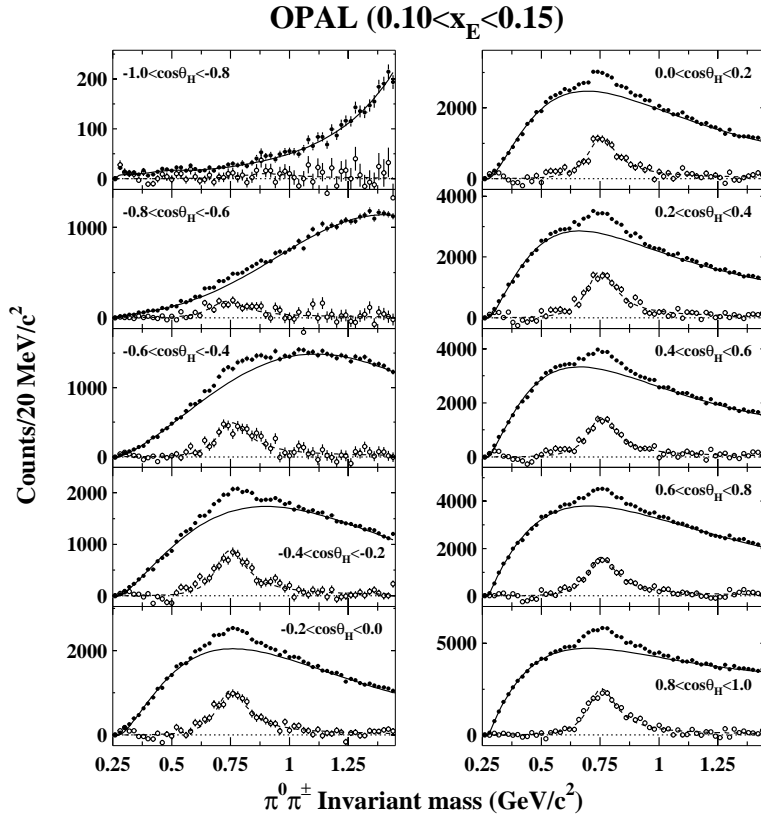 OPAL (0.10<x_E<0.15)
Counts/20 MeV/c²
-1.0<cosθ_H<-0.8
200
100
0
-0.8<cosθ_H<-0.6
1000
0
-0.6<cosθ_H<-0.4
1000
0
-0.4<cosθ_H<-0.2
2000
1000
0
-0.2<cosθ_H<0.0
2000
0
0.25 0.5 0.75 1 1.25
0.0<cosθ_H<0.2
2000
0
0.2<cosθ_H<0.4
4000
2000
0
0.4<cosθ_H<0.6
4000
2000
0
0.6<cosθ_H<0.8
4000
2000
0
0.8<cosθ_H<1.0
5000
0
0.25 0.5 0.75 1 1.25
π⁰π± Invariant mass (GeV/c²)